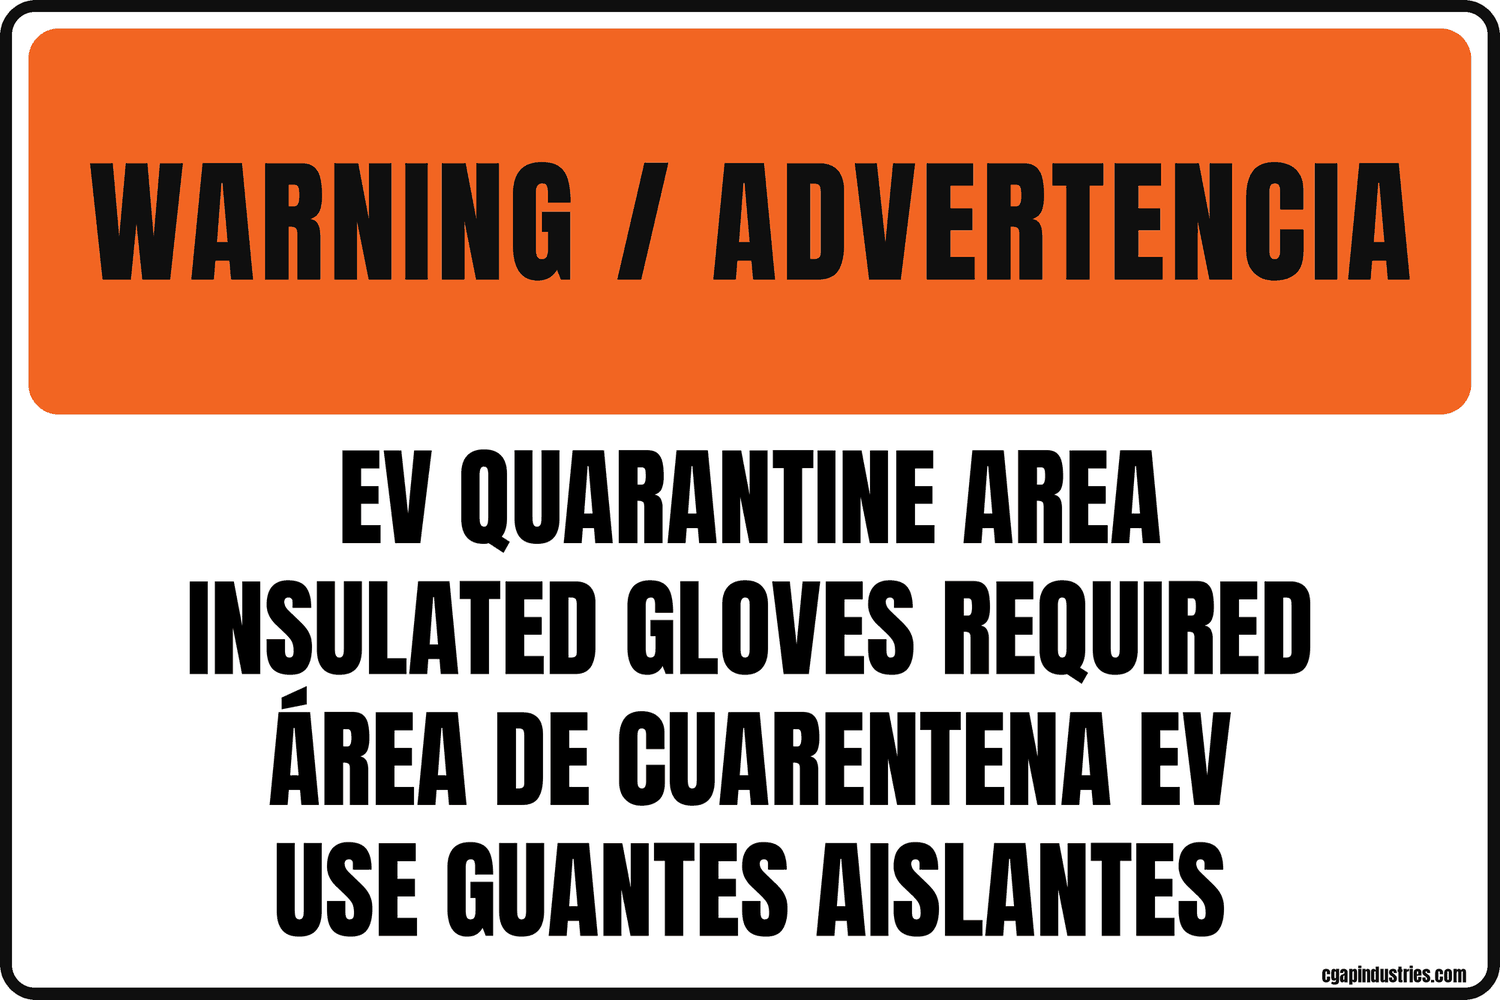 WARNING / ADVERTENCIA
EV QUARANTINE AREA
INSULATED GLOVES REQUIRED
ÁREA DE CUARENTENA EV
USE GUANTES AISLANTES
cgapindustries.com